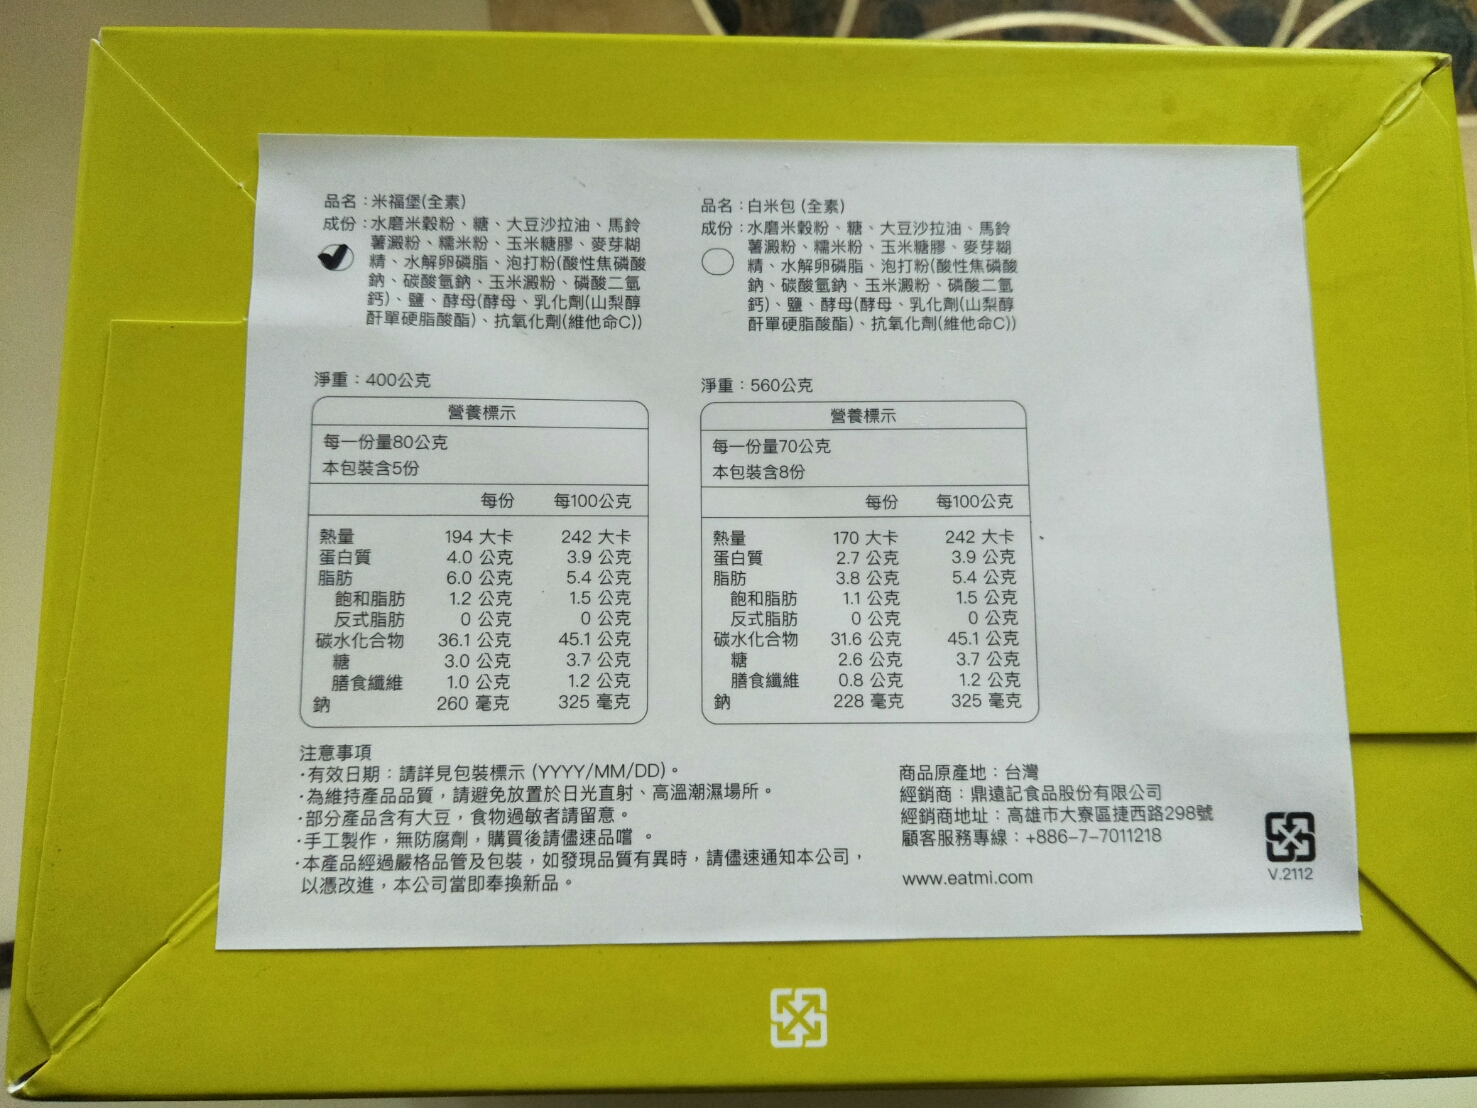 品名：米福堡(全素)
成份：水磨米穀粉、糖、大豆沙拉油、馬鈴
薯澱粉、糯米粉、玉米糖膠、麥芽糊
精、水解卵磷脂、泡打粉(酸性焦磷酸
鈉、碳酸氫鈉、玉米澱粉、磷酸二氫
鈣)、鹽、酵母(酵母、乳化劑(山梨醇
酐單硬脂酸酯)、抗氧化劑(維他命C))
淨重：400公克
營養標示
每一份量80公克
本包裝含5份
每份 每100公克
熱量 194 大卡 242 大卡
蛋白質 4.0 公克 3.9 公克
脂肪 6.0 公克 5.4 公克
飽和脂肪 1.2 公克 1.5 公克
反式脂肪 0 公克 0 公克
碳水化合物 36.1 公克 45.1 公克
糖 3.0 公克 3.7 公克
膳食纖維 1.0 公克 1.2 公克
鈉 260 毫克 325 毫克
品名：白米包 (全素)
成份：水磨米穀粉、糖、大豆沙拉油、馬鈴
薯澱粉、糯米粉、玉米糖膠、麥芽糊
精、水解卵磷脂、泡打粉(酸性焦磷酸
鈉、碳酸氫鈉、玉米澱粉、磷酸二氫
鈣)、鹽、酵母(酵母、乳化劑(山梨醇
酐單硬脂酸酯)、抗氧化劑(維他命C))
淨重：560公克
營養標示
每一份量70公克
本包裝含8份
每份 每100公克
熱量 170 大卡 242 大卡
蛋白質 2.7 公克 3.9 公克
脂肪 3.8 公克 5.4 公克
飽和脂肪 1.1 公克 1.5 公克
反式脂肪 0 公克 0 公克
碳水化合物 31.6 公克 45.1 公克
糖 2.6 公克 3.7 公克
膳食纖維 0.8 公克 1.2 公克
鈉 228 毫克 325 毫克
注意事項
·有效日期：請詳見包裝標示 (YYYY/MM/DD)。
·為維持產品品質，請避免放置於日光直射、高溫潮濕場所。
·部分產品含有大豆，食物過敏者請留意。
·手工製作，無防腐劑，購買後請儘速品嚐 。
·本產品經過嚴格品管及包裝，如發現品質有異時，請儘速通知本公司，
以憑改進，本公司當即奉換新品。
商品原產地：台灣
經銷商：鼎遠記食品股份有限公司
經銷商地址：高雄市大寮區捷西路298號
顧客服務專線：+886-7-7011218
www.eatmi.com
V.2112